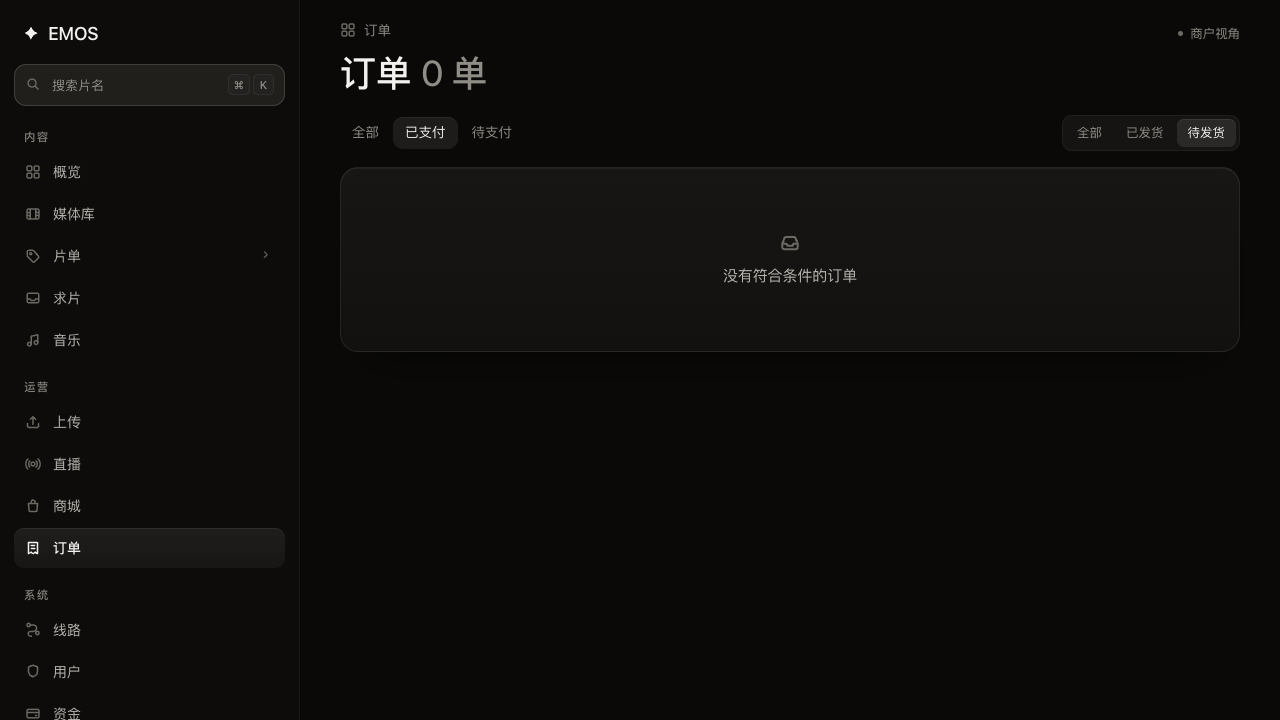 EMOS
搜索片名 ⌘ K
内容
概览
媒体库
片单
求片
音乐
运营
上传
直播
商城
订单
系统
线路
用户
资金
订单
商户视角
订单 0 单
全部 已支付 待支付
全部 已发货 待发货
没有符合条件的订单